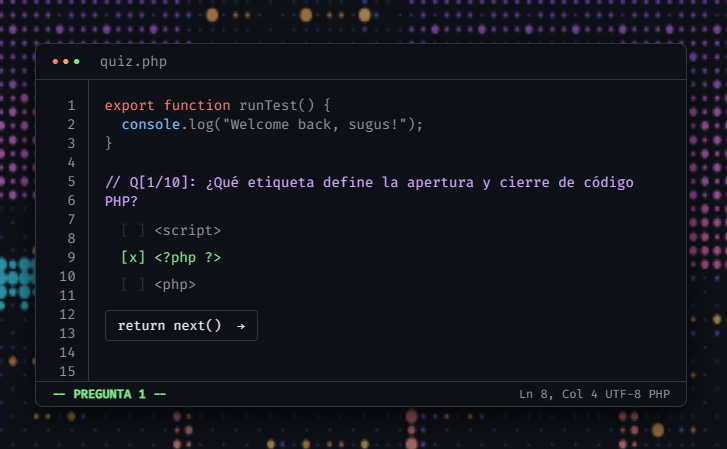 quiz.php
1 export function runTest() {
2 console.log("Welcome back, sugus!");
3 }
4
5 // Q[1/10]: ¿Qué etiqueta define la apertura y cierre de código
6 PHP?
7 [ ] <script>
8
9 [x] <?php ?>
10 [ ] <php>
11
12 return next() →
13
14
15
-- PREGUNTA 1 -- Ln 8, Col 4 UTF-8 PHP